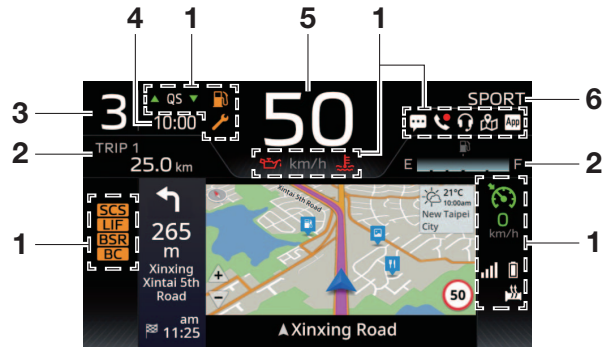 4
1
5
1
3
QS
10:00
50
SPORT
6
3
App
2
TRIP 1
25.0 km
km/h
E
F
2
1
SCS
LIF
BSR
BC
265
m
Xinxing
Xintai 5th
Road
am
11:25
Xintai 5th Road
21°C
10:00am
New Taipei
City
+
−
50
Xinxing Road
0
km/h
1